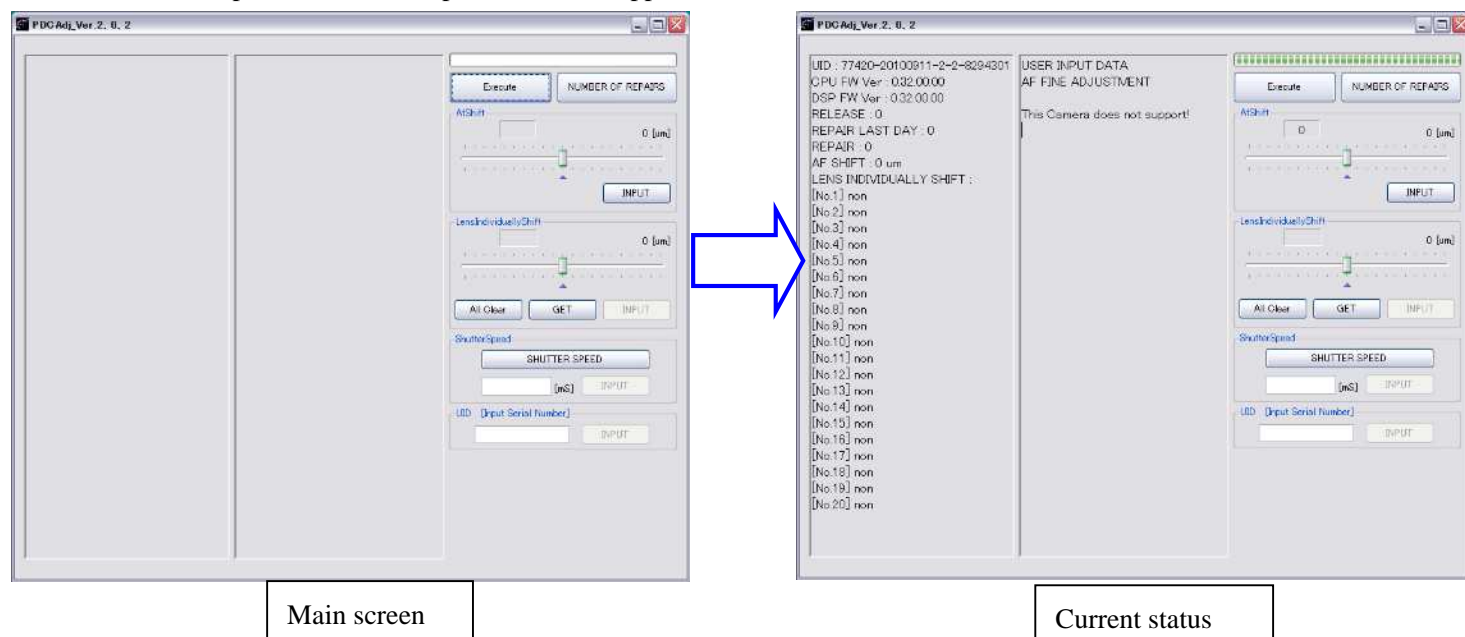 PDCAdj_Ver.2.0.2
Execute
NUMBER OF REPAIRS
AfShift
0 [um]
INPUT
LensIndividuallyShift
0 [um]
All Clear
GET
INPUT
ShutterSpeed
SHUTTER SPEED
[mS]
INPUT
UID [Input Serial Number]
INPUT
Main screen
PDCAdj_Ver.2.0.2
UID : 77420-20100911-2-2-8294301
CPU FW Ver : 0.32.00.00
DSP FW Ver : 0.32.00.00
RELEASE : 0
REPAIR LAST DAY : 0
REPAIR : 0
AF SHIFT : 0 um
LENS INDIVIDUALLY SHIFT :
[No.1] non
[No.2] non
[No.3] non
[No.4] non
[No.5] non
[No.6] non
[No.7] non
[No.8] non
[No.9] non
[No.10] non
[No.11] non
[No.12] non
[No.13] non
[No.14] non
[No.15] non
[No.16] non
[No.17] non
[No.18] non
[No.19] non
[No.20] non
USER INPUT DATA
AF FINE ADJUSTMENT
This Camera does not support!
Execute
NUMBER OF REPAIRS
AfShift
0
0 [um]
INPUT
LensIndividuallyShift
0 [um]
All Clear
GET
INPUT
ShutterSpeed
SHUTTER SPEED
[mS]
INPUT
UID [Input Serial Number]
INPUT
Current status